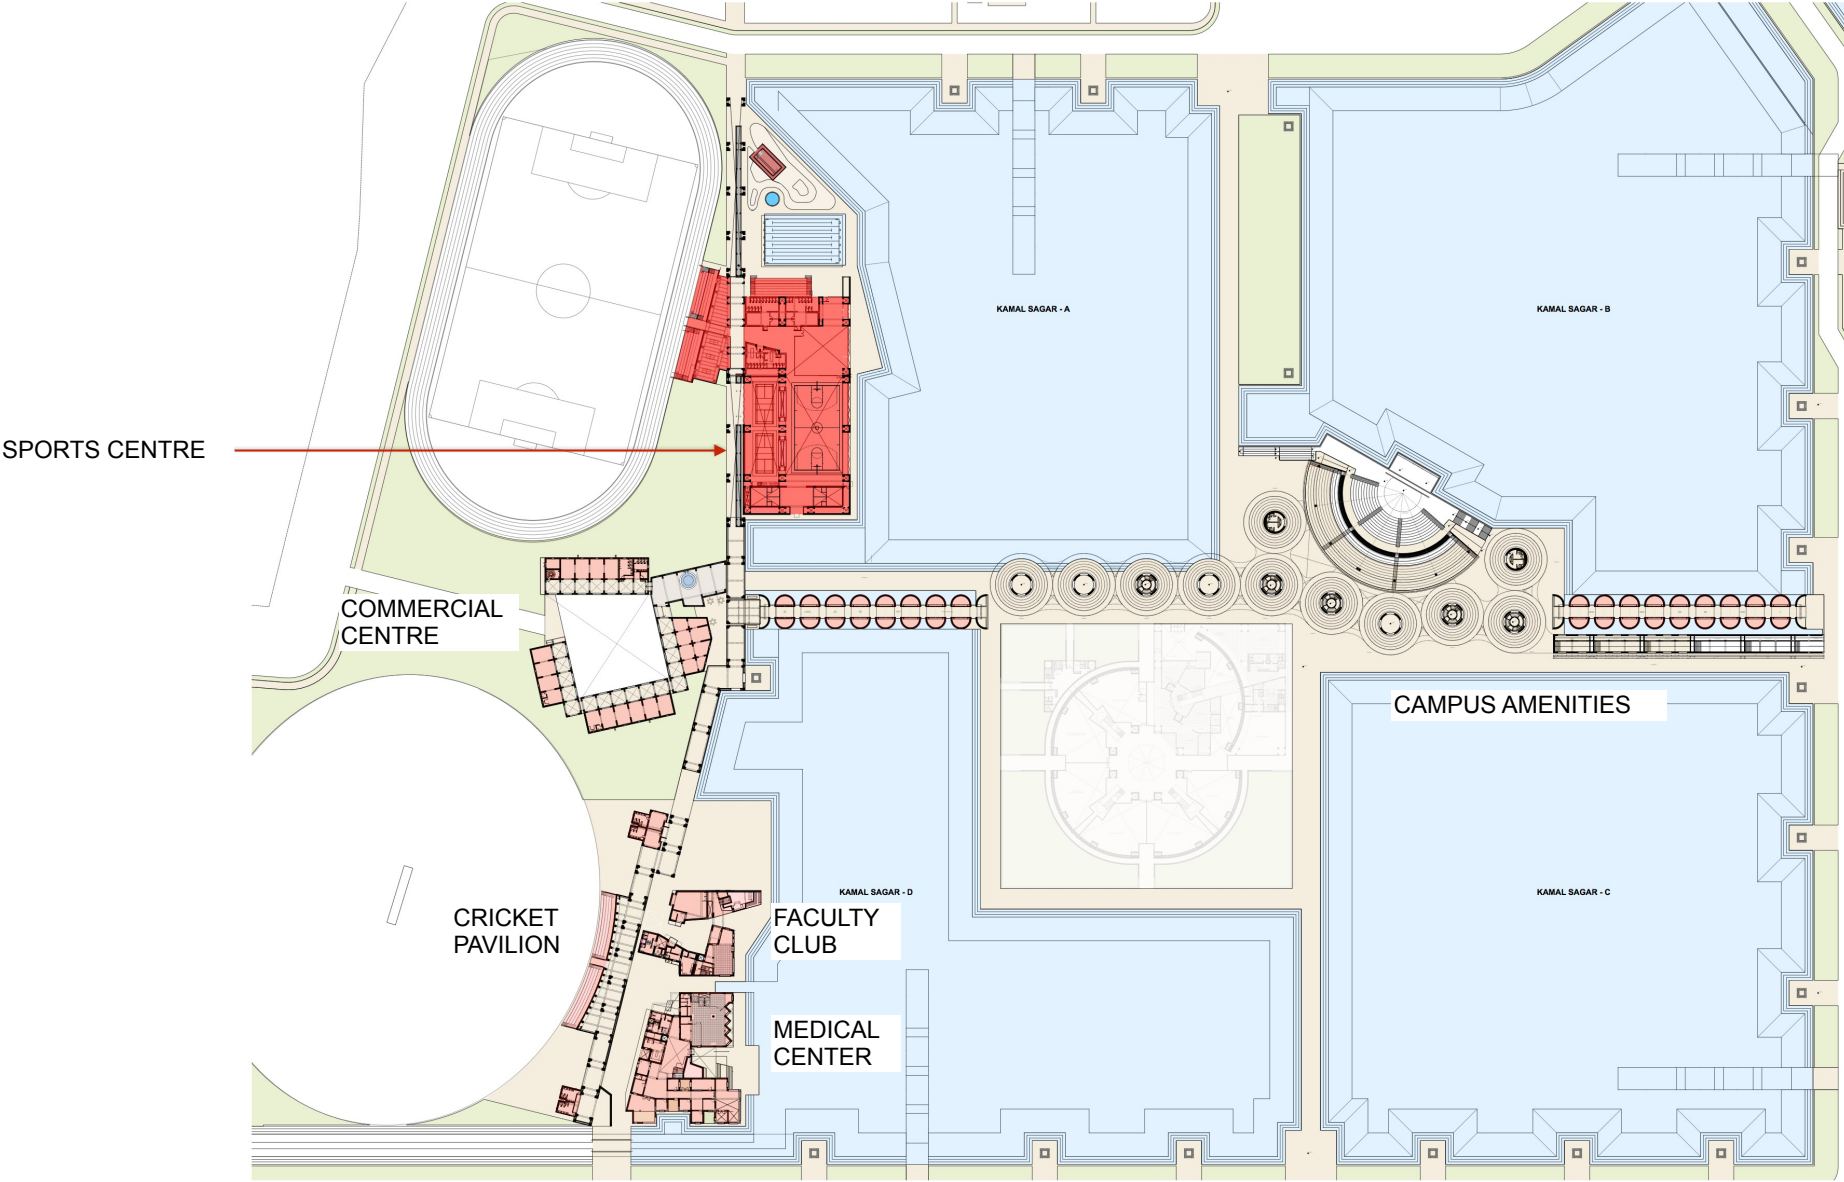 KAMAL SAGAR - A
KAMAL SAGAR - B
SPORTS CENTRE
COMMERCIAL
CENTRE
CAMPUS AMENITIES
KAMAL SAGAR - D
KAMAL SAGAR - C
CRICKET
PAVILION
FACULTY
CLUB
MEDICAL
CENTER